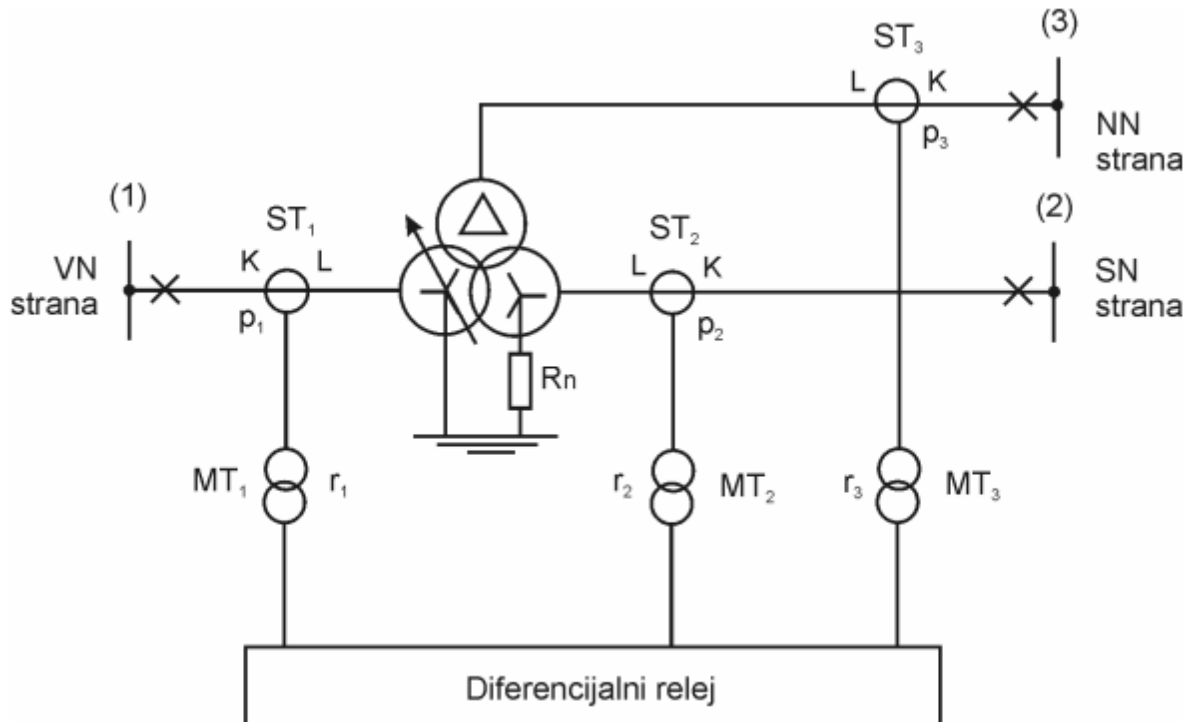 (3)
ST₃
L K
p₃
NN
strana
(1)
ST₁
K L
p₁
VN
strana
(2)
ST₂
L K
p₂
SN
strana
Rn
MT₁ r₁
r₂ MT₂
r₃ MT₃
Diferencijalni relej